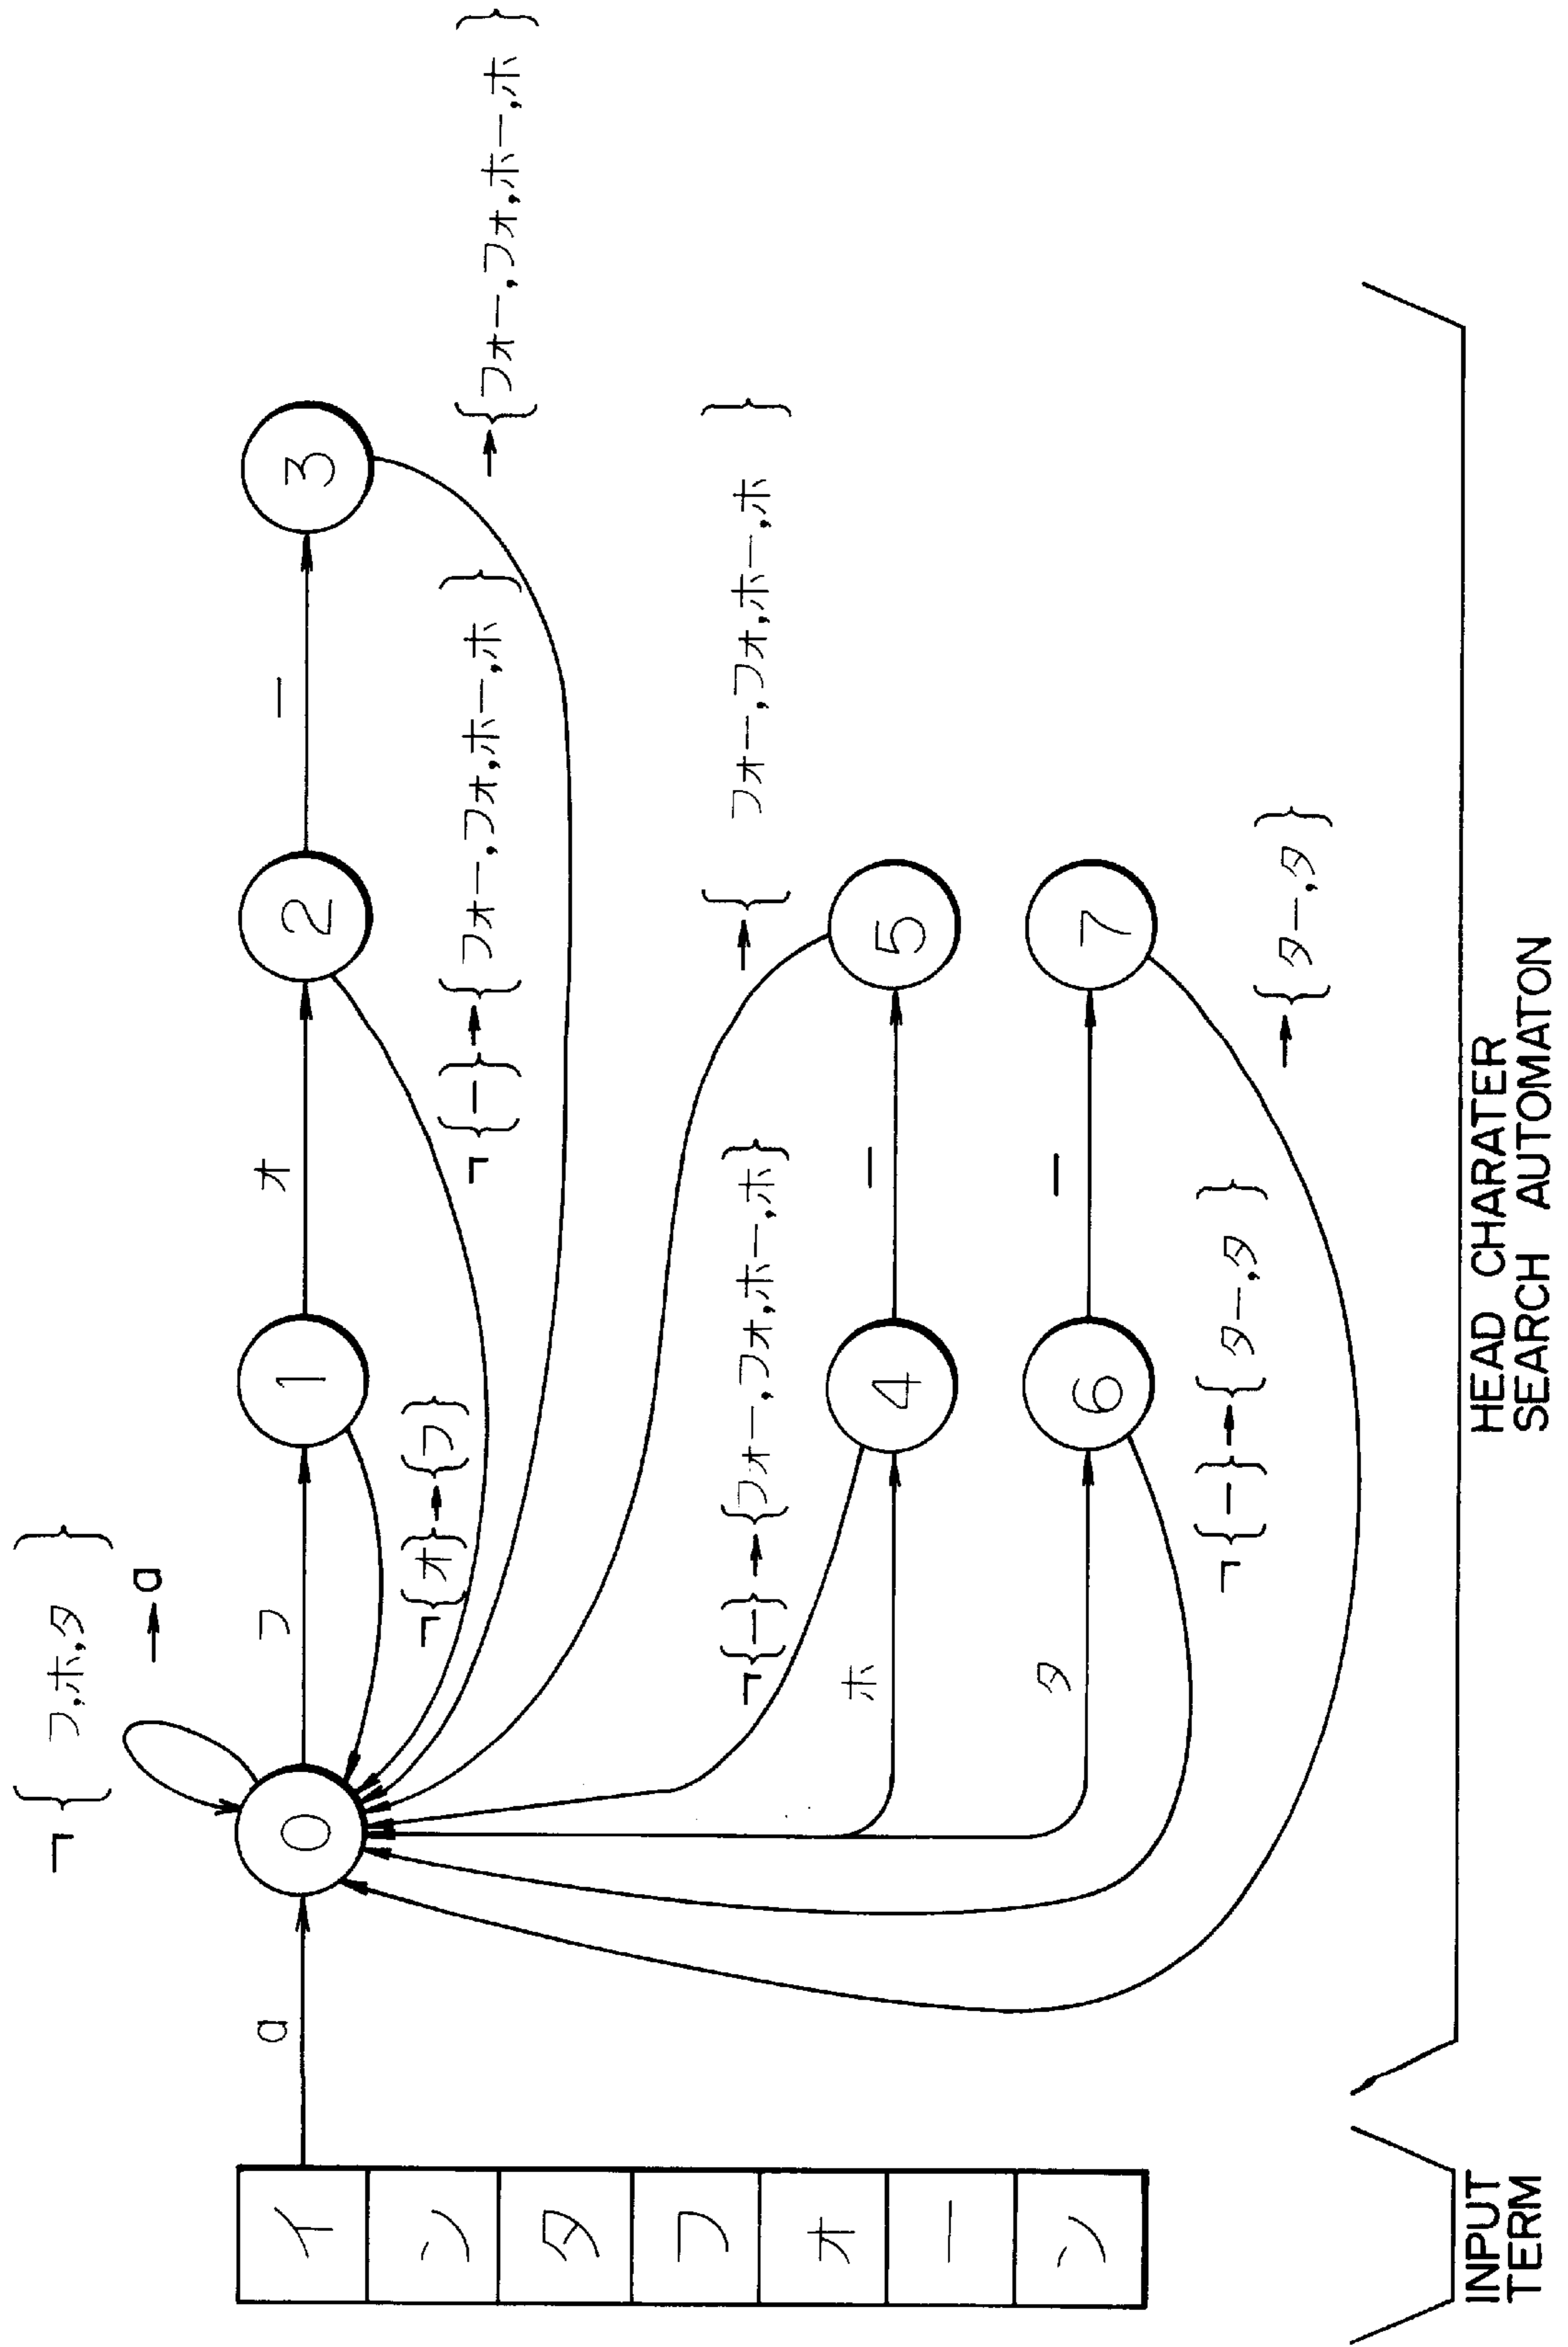 ¬{ フ,ホ,タ }
→a
a
0
フ
1
オ
2
ー
3
¬{オ}→{フ}
¬{ー}→{フォー,フォ,ホー,ホ }
→{フォー,フォ,ホー,ホ }
¬{ー}→{フォー,フォ,ホー,ホ}
→{ フォー,フォ,ホー,ホ }
ホ
4
ー
5
タ
6
ー
7
¬{ー}→{ター,タ }
→{ター,タ }
イ
ン
タ
フ
ォ
ー
ン
INPUT
TERM
HEAD CHARATER
SEARCH AUTOMATON